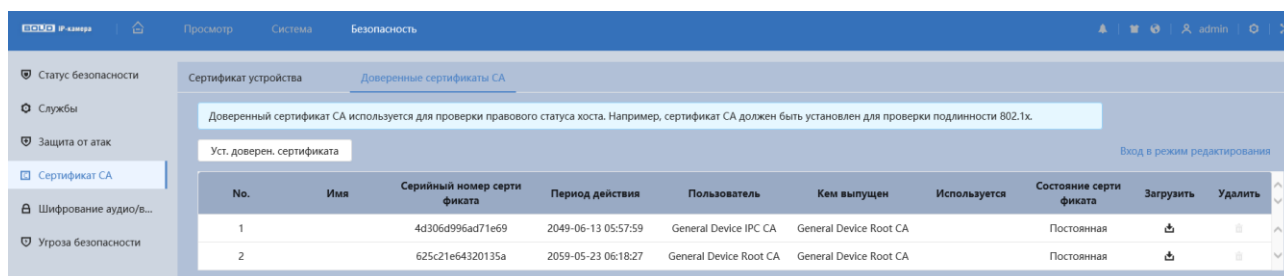 BOLID IP-камера
Просмотр Система Безопасность
admin
Статус безопасности
Службы
Защита от атак
Сертификат CA
Шифрование аудио/в...
Угроза безопасности
Сертификат устройства Доверенные сертификаты CA
Доверенный сертификат CA используется для проверки правового статуса хоста. Например, сертификат CA должен быть установлен для проверки подлинности 802.1x.
Уст. доверен. сертификата
Вход в режим редактирования
No. Имя Серийный номер серти
фиката Период действия Пользователь Кем выпущен Используется Состояние серти
фиката Загрузить Удалить
1 4d306d996ad71e69 2049-06-13 05:57:59 General Device IPC CA General Device Root CA Постоянная
2 625c21e64320135a 2059-05-23 06:18:27 General Device Root CA General Device Root CA Постоянная